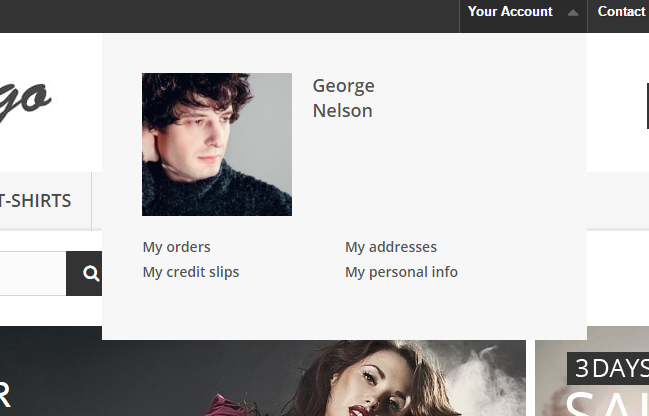 Your Account
Contact
go
George
Nelson
T-SHIRTS
My orders
My addresses
My credit slips
My personal info
3 DAYS
R
SAL